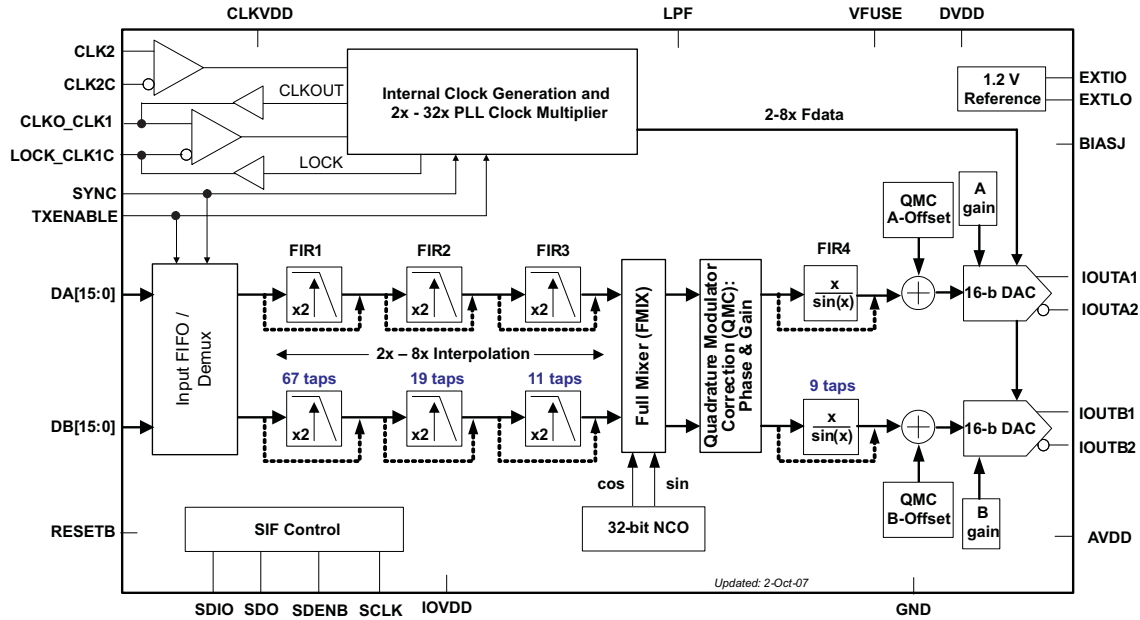 CLKVDD
LPF
VFUSE
DVDD
CLK2
CLK2C
CLKO_CLK1
LOCK_CLK1C
SYNC
TXENABLE
CLKOUT
LOCK
Internal Clock Generation and
2x - 32x PLL Clock Multiplier
2-8x Fdata
1.2 V
Reference
EXTIO
EXTLO
BIASJ
QMC
A-Offset
A
gain
FIR1
FIR2
FIR3
FIR4
DA[15:0]
DB[15:0]
Input FIFO /
Demux
x2
x2
x2
2x – 8x Interpolation
67 taps
19 taps
11 taps
x2
x2
x2
Full Mixer (FMIX)
Quadrature Modulator
Correction (QMC):
Phase & Gain
x
sin(x)
9 taps
x
sin(x)
16-b DAC
16-b DAC
IOUTA1
IOUTA2
IOUTB1
IOUTB2
cos
sin
32-bit NCO
QMC
B-Offset
B
gain
RESETB
SIF Control
AVDD
Updated: 2-Oct-07
SDIO
SDO
SDENB
SCLK
IOVDD
GND